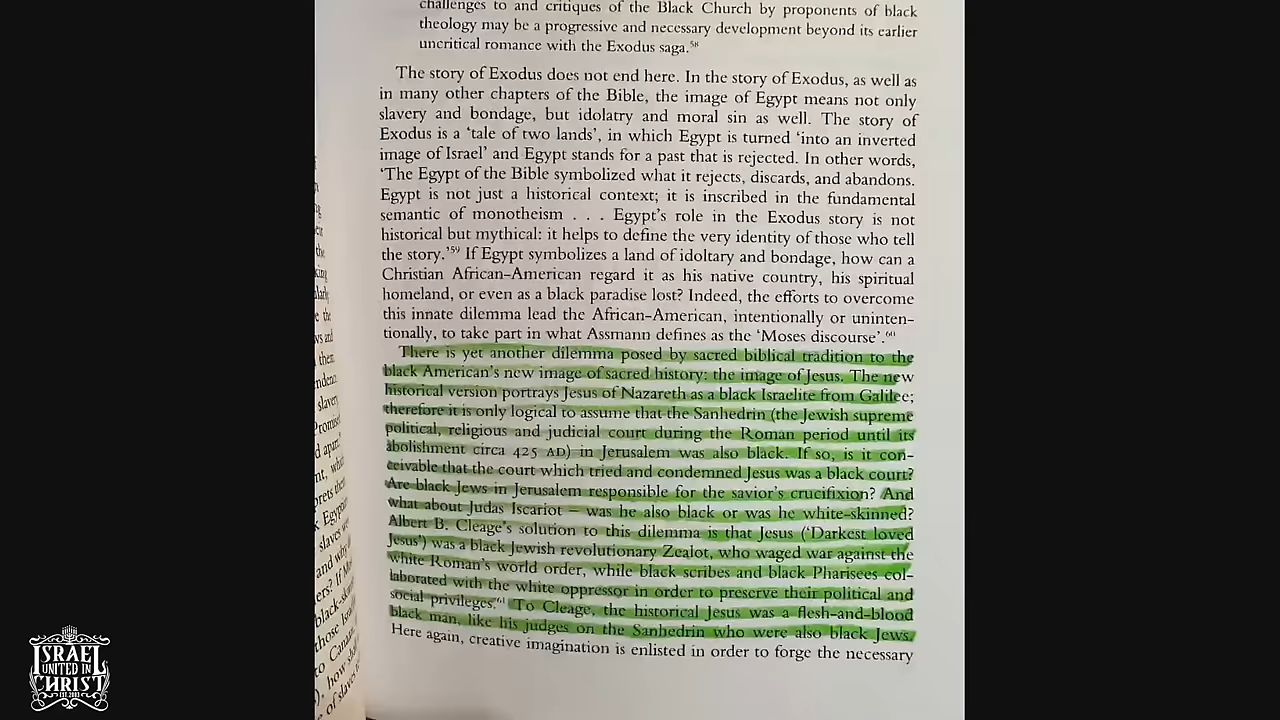 challenges to and critiques of the Black Church by proponents of black
theology may be a progressive and necessary development beyond its earlier
uncritical romance with the Exodus saga.58
The story of Exodus does not end here. In the story of Exodus, as well as
in many other chapters of the Bible, the image of Egypt means not only
slavery and bondage, but idolatry and moral sin as well. The story of
Exodus is a ‘tale of two lands’, in which Egypt is turned ‘into an inverted
image of Israel’ and Egypt stands for a past that is rejected. In other words,
‘The Egypt of the Bible symbolized what it rejects, discards, and abandons.
Egypt is not just a historical context; it is inscribed in the fundamental
semantic of monotheism . . . Egypt’s role in the Exodus story is not
historical but mythical: it helps to define the very identity of those who tell
the story.’59 If Egypt symbolizes a land of idoltary and bondage, how can a
Christian African-American regard it as his native country, his spiritual
homeland, or even as a black paradise lost? Indeed, the efforts to overcome
this innate dilemma lead the African-American, intentionally or uninten-
tionally, to take part in what Assmann defines as the ‘Moses discourse’.60
There is yet another dilemma posed by sacred biblical tradition to the
black American’s new image of sacred history: the image of Jesus. The new
historical version portrays Jesus of Nazareth as a black Israelite from Galilee;
therefore it is only logical to assume that the Sanhedrin (the Jewish supreme
political, religious and judicial court during the Roman period until its
abolishment circa 425 AD) in Jerusalem was also black. If so, is it con-
ceivable that the court which tried and condemned Jesus was a black court?
Are black Jews in Jerusalem responsible for the savior’s crucifixion? And
what about Judas Iscariot – was he also black or was he white-skinned?
Albert B. Cleage’s solution to this dilemma is that Jesus (‘Darkest loved
Jesus’) was a black Jewish revolutionary Zealot, who waged war against the
white Roman’s world order, while black scribes and black Pharisees col-
laborated with the white oppressor in order to preserve their political and
social privileges.”61 To Cleage, the historical Jesus was a flesh-and-blood
black man, like his judges on the Sanhedrin who were also black Jews.
Here again, creative imagination is enlisted in order to forge the necessary
ISRAEL
UNITED IN
CHRIST
EST. 2003